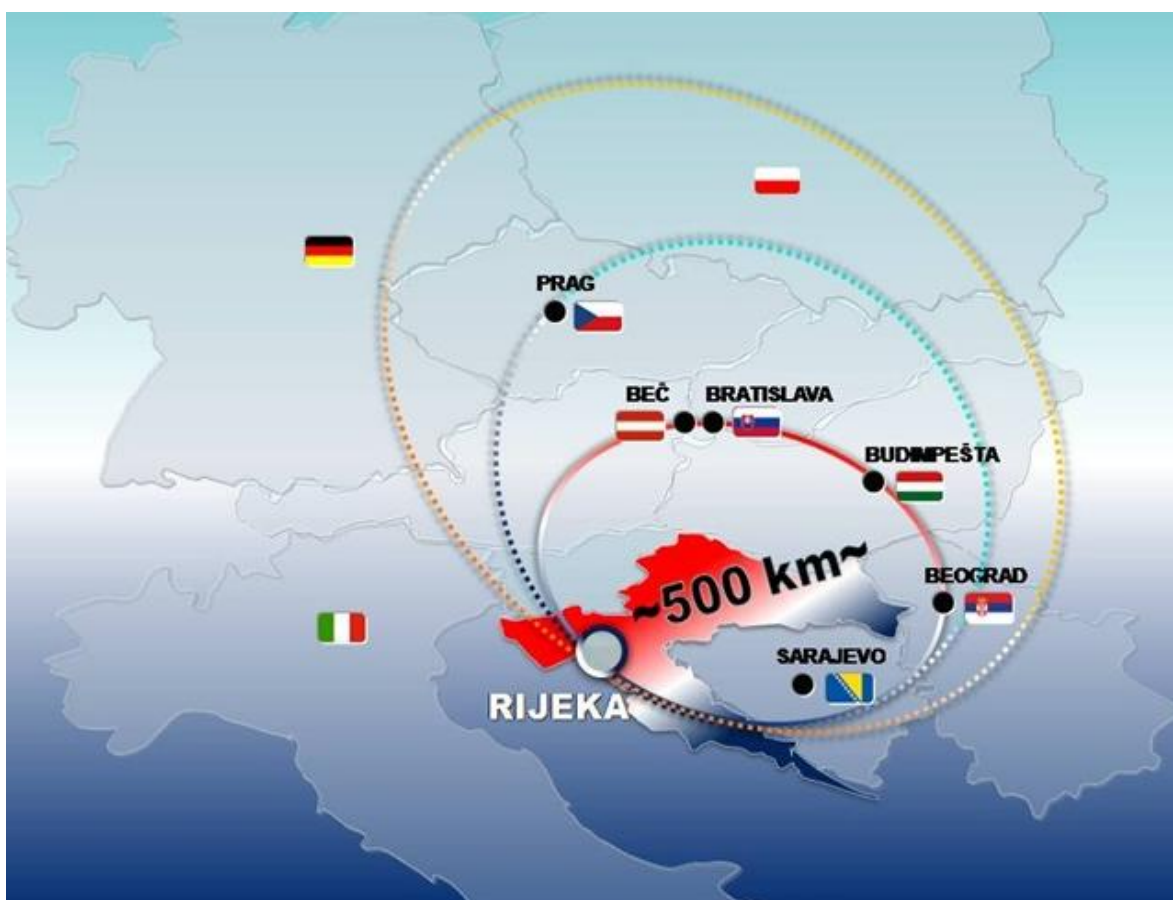 PRAG
BEČ
BRATISLAVA
BUDIMPEŠTA
~500 km~
BEOGRAD
SARAJEVO
RIJEKA